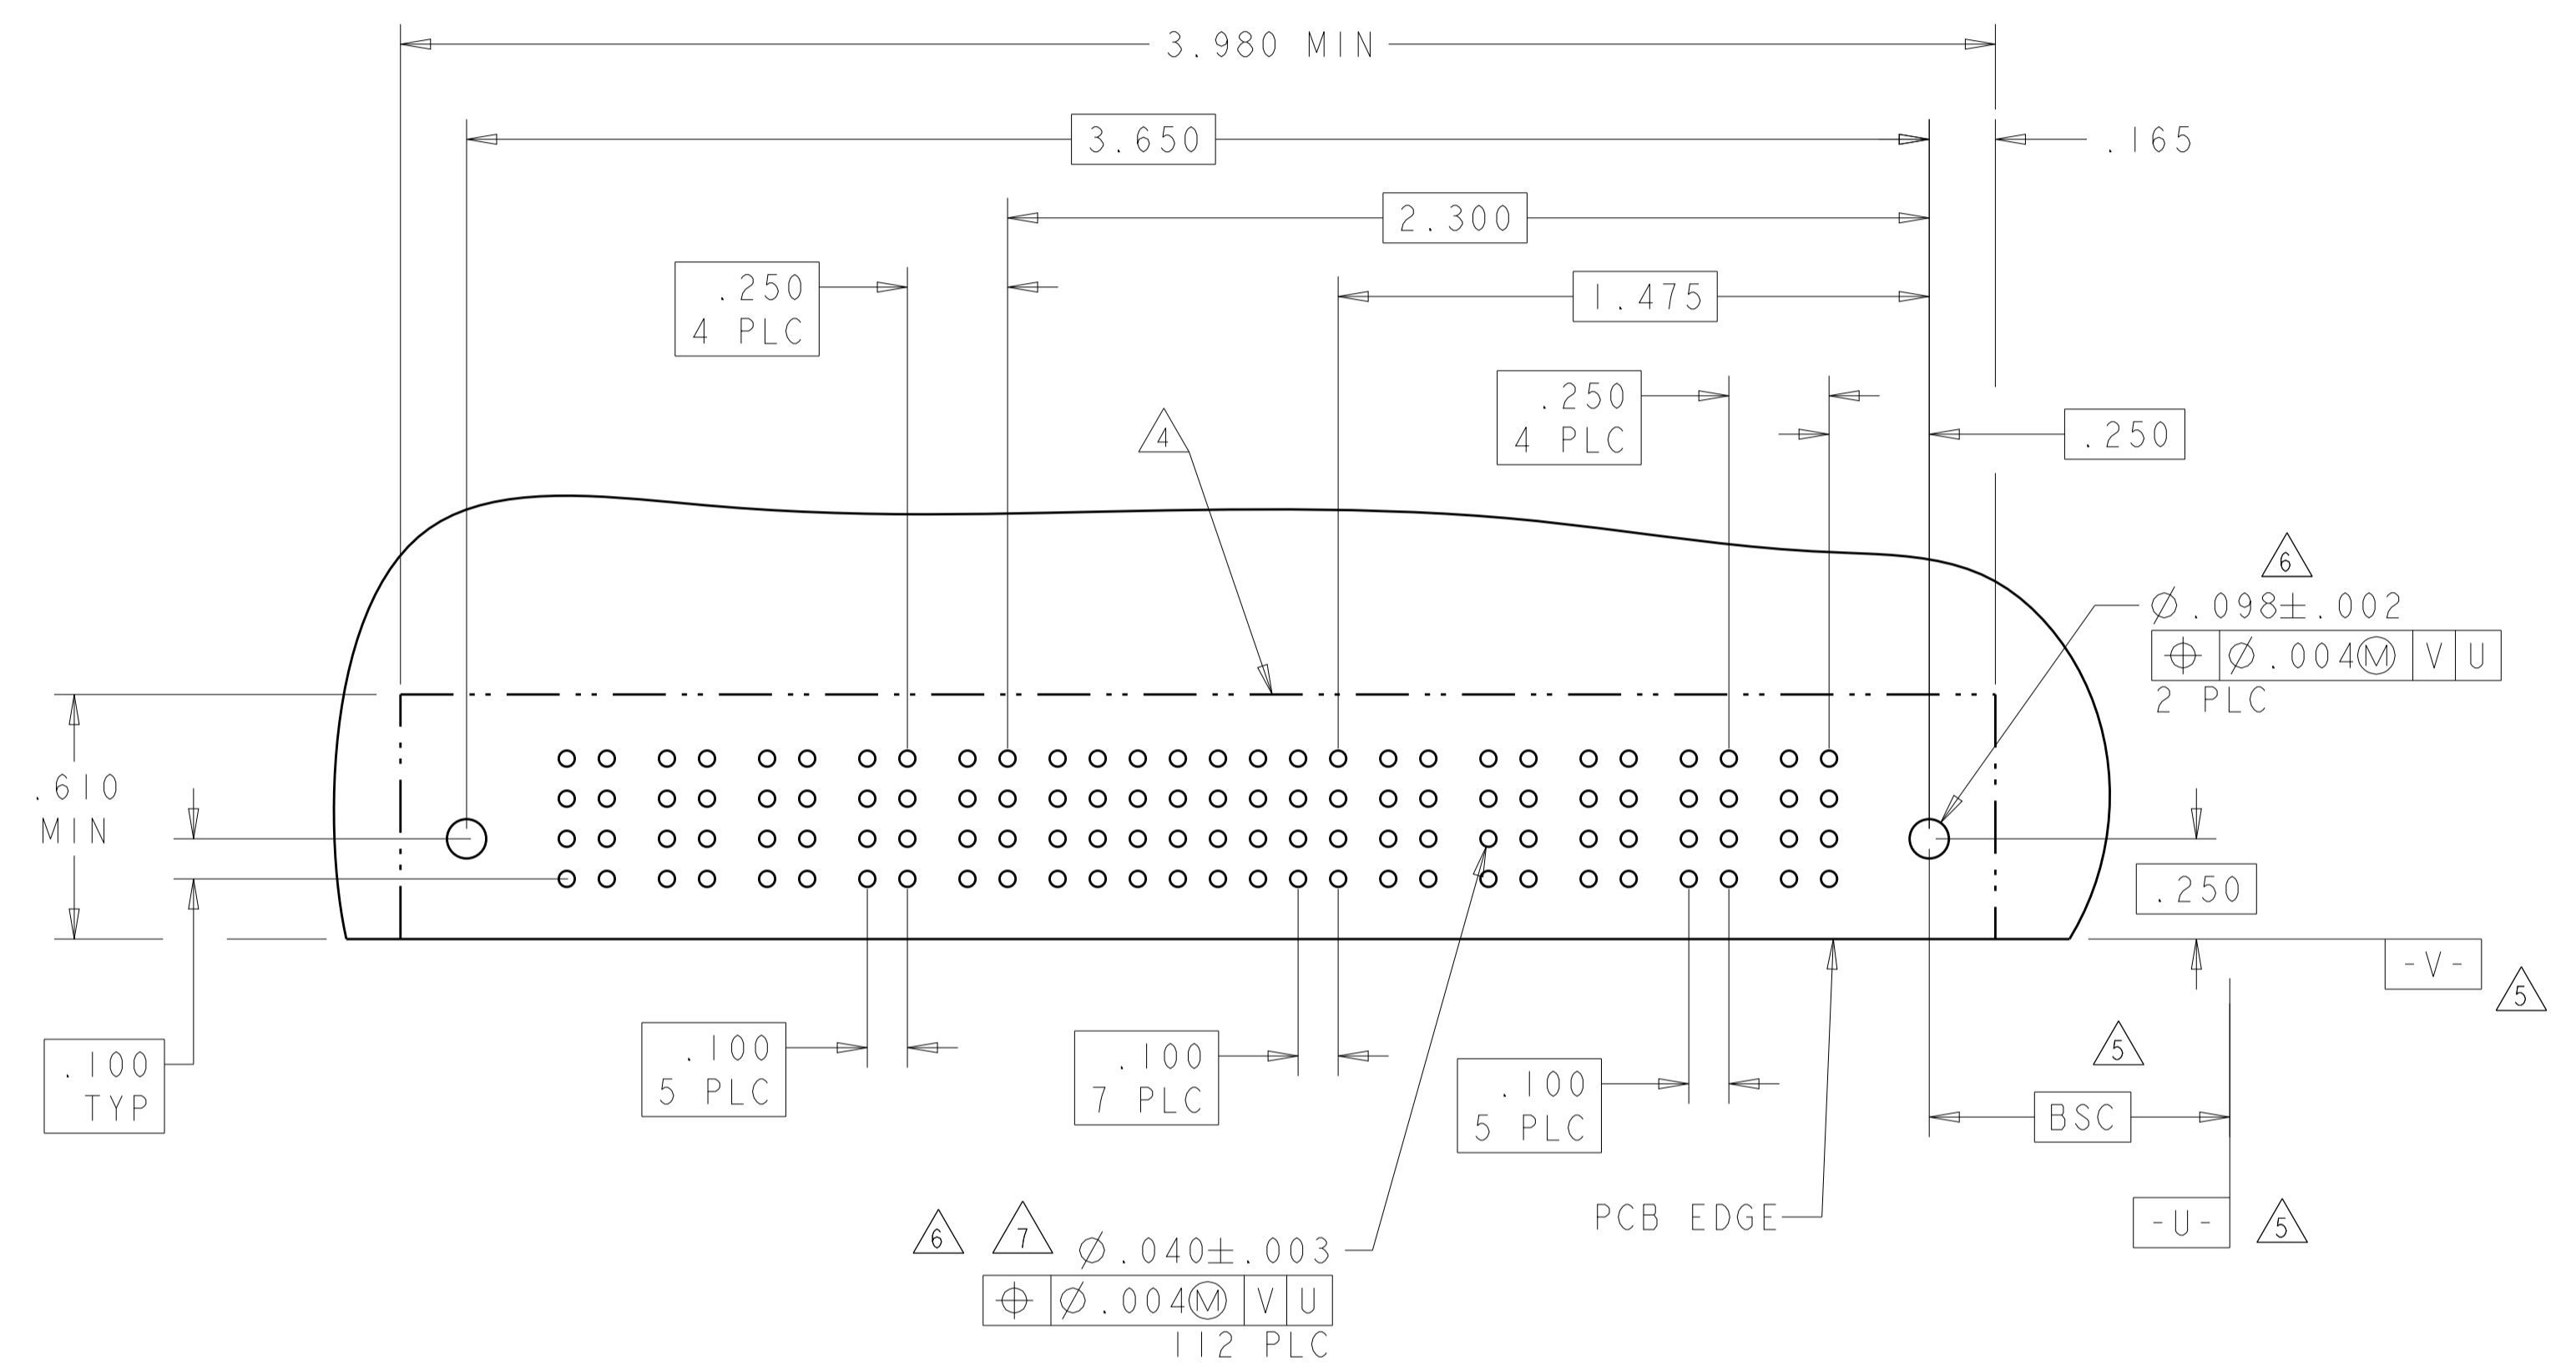 3.980 MIN
3.650
.165
2.300
.250
4 PLC
1.475
.250
4 PLC
.250
4
6
Ø.098±.002
⌖ Ø.004Ⓜ V U
2 PLC
.610
MIN
.250
-V-
5
.100
TYP
.100
5 PLC
.100
7 PLC
.100
5 PLC
5
BSC
PCB EDGE
-U-
5
6
7
Ø.040±.003
⌖ Ø.004Ⓜ V U
112 PLC